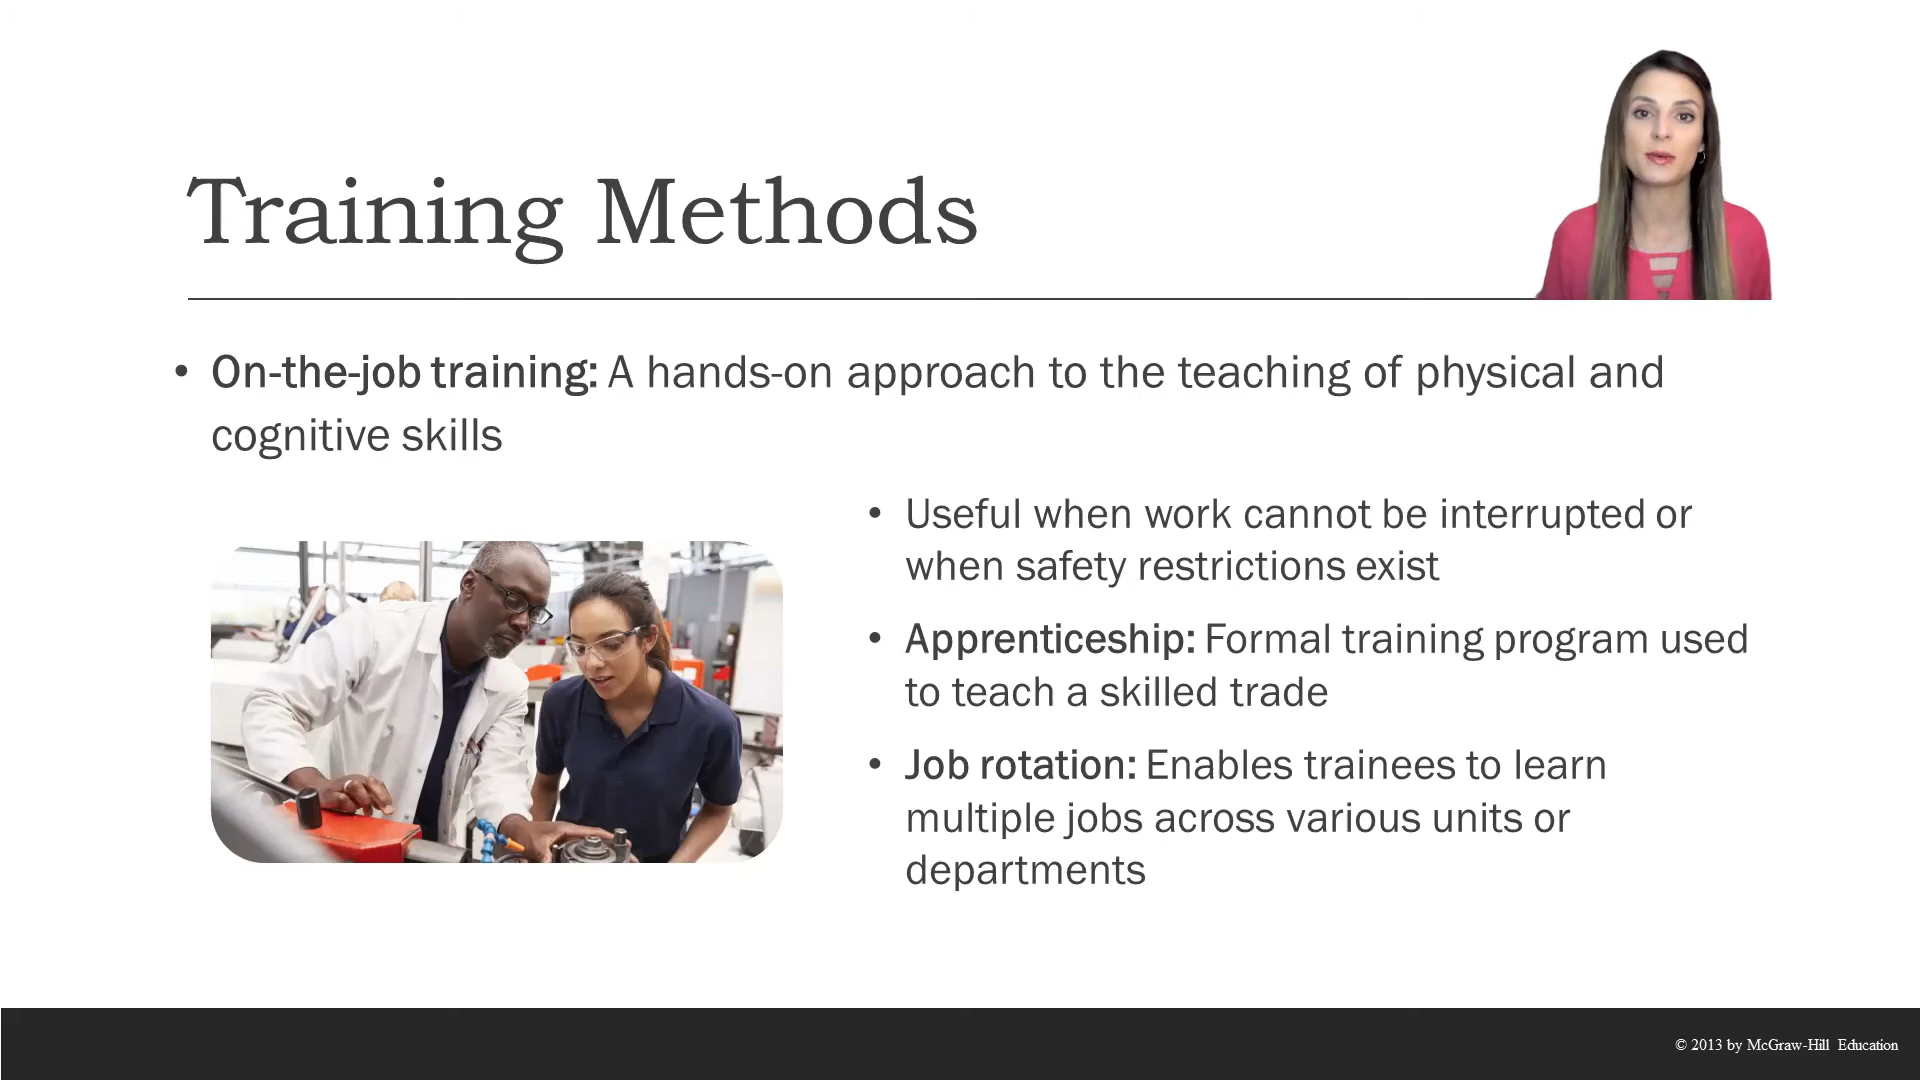 Training Methods
• On-the-job training: A hands-on approach to the teaching of physical and
cognitive skills
• Useful when work cannot be interrupted or
when safety restrictions exist
• Apprenticeship: Formal training program used
to teach a skilled trade
• Job rotation: Enables trainees to learn
multiple jobs across various units or
departments
© 2013 by McGraw-Hill Education